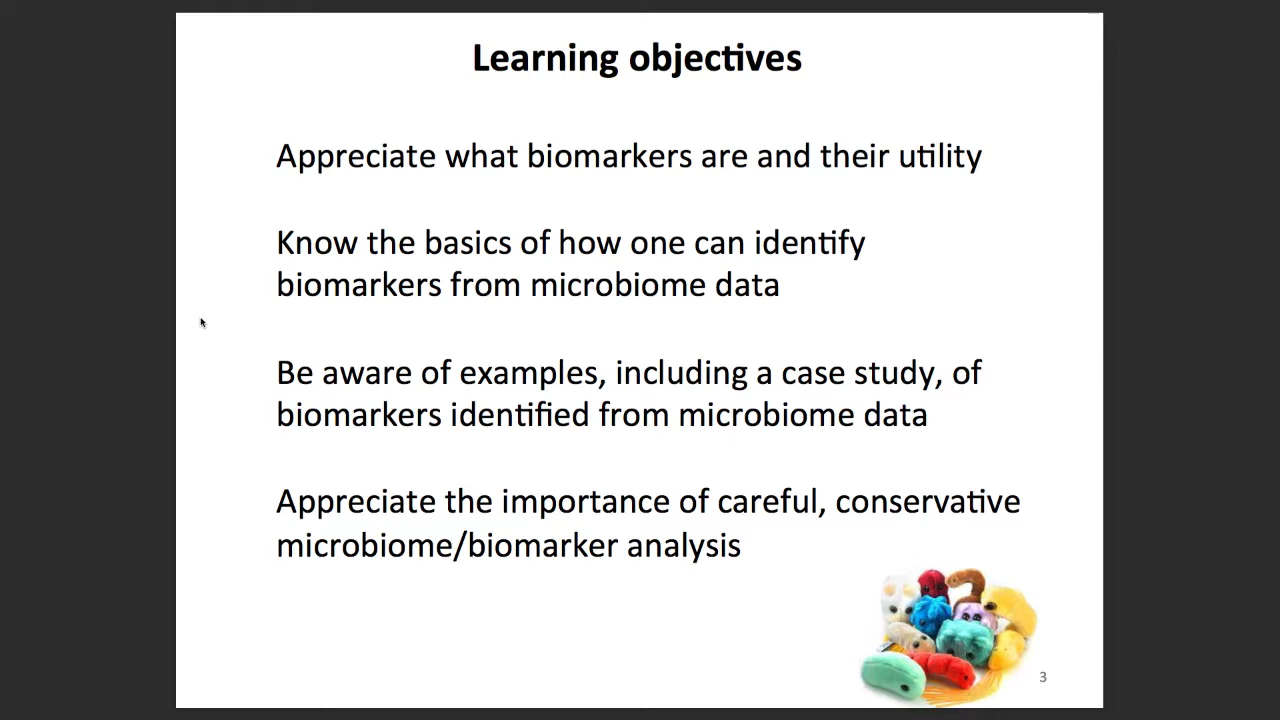 Learning objectives
Appreciate what biomarkers are and their utility
Know the basics of how one can identify
biomarkers from microbiome data
Be aware of examples, including a case study, of
biomarkers identified from microbiome data
Appreciate the importance of careful, conservative
microbiome/biomarker analysis
3